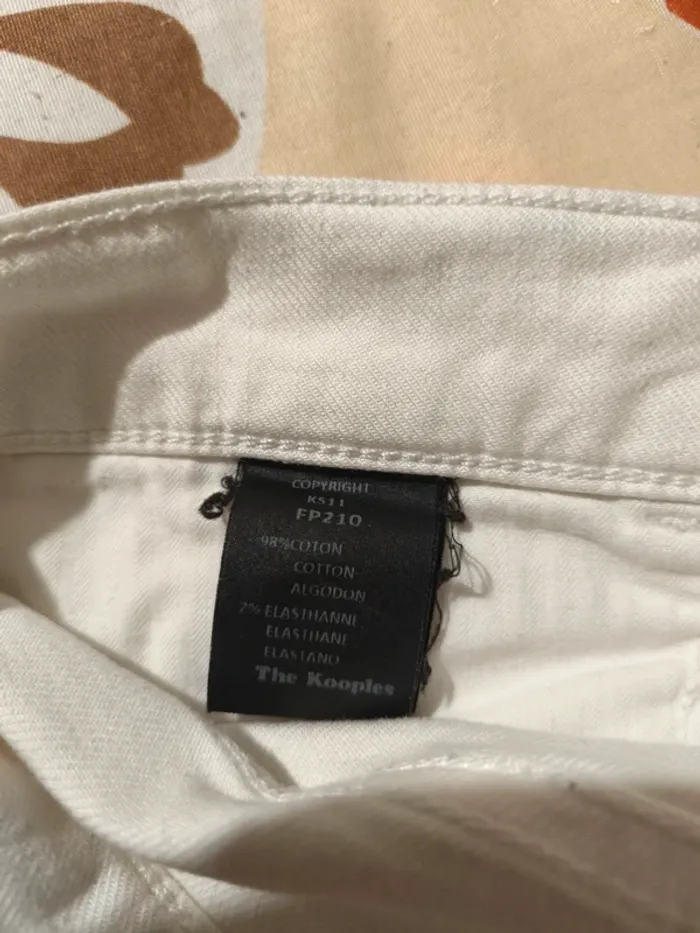 COPYRIGHT
KS11
FP210
98%COTON
COTTON
ALGODON
2% ELASTHANNE
ELASTHANE
ELASTANO
The Kooples